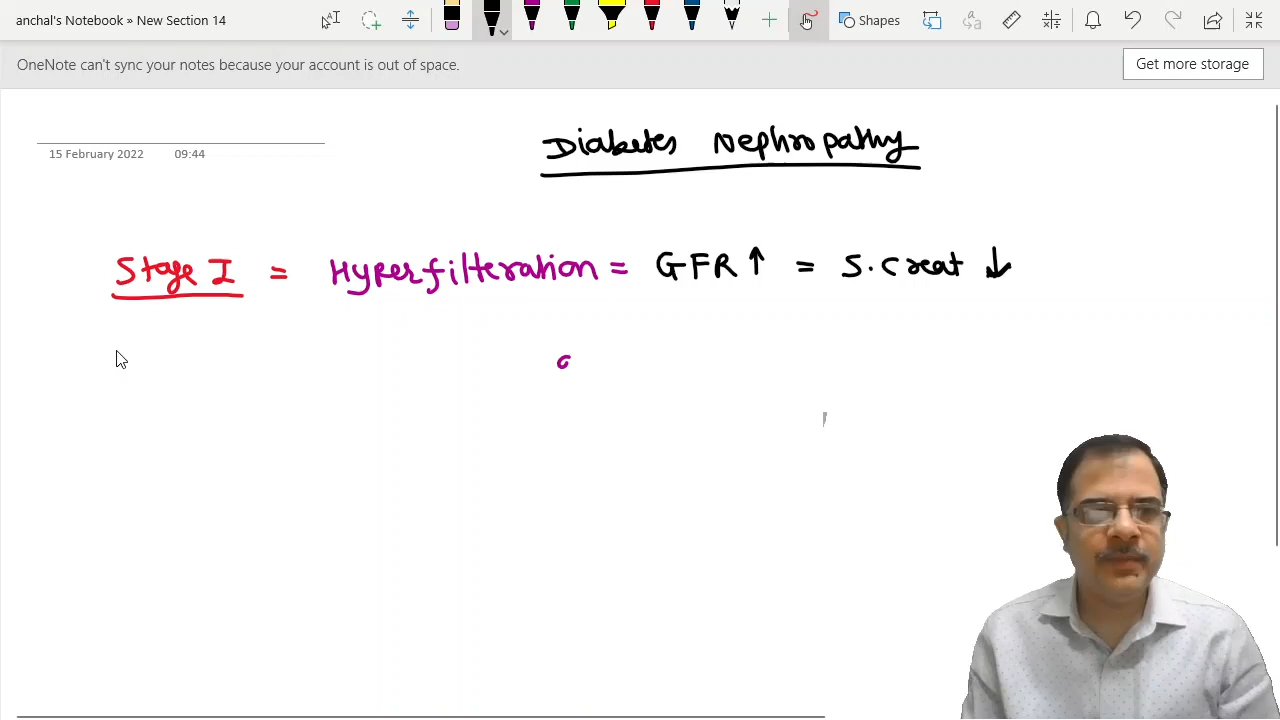 anchal's Notebook » New Section 14
Shapes
OneNote can't sync your notes because your account is out of space.
Get more storage
15 February 2022 09:44
Diabetes Nephropathy
Stage I = Hyperfilteration = GFR ↑ = S. Creat ↓